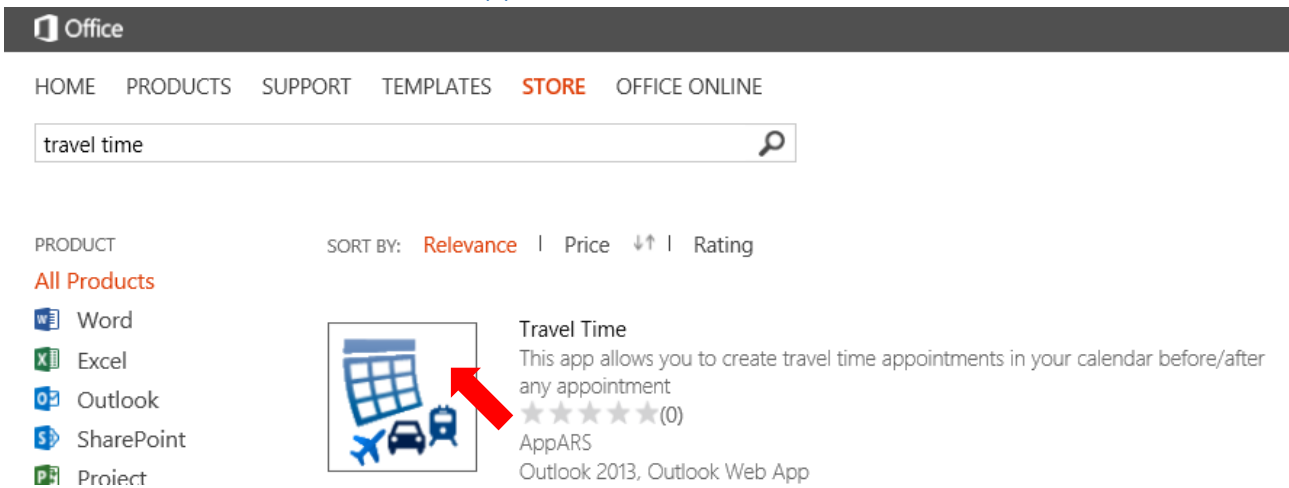 Office
HOME PRODUCTS SUPPORT TEMPLATES STORE OFFICE ONLINE
travel time
PRODUCT
All Products
Word
Excel
Outlook
SharePoint
Project
SORT BY: Relevance | Price ↓↑ | Rating
Travel Time
This app allows you to create travel time appointments in your calendar before/after
any appointment
(0)
AppARS
Outlook 2013, Outlook Web App